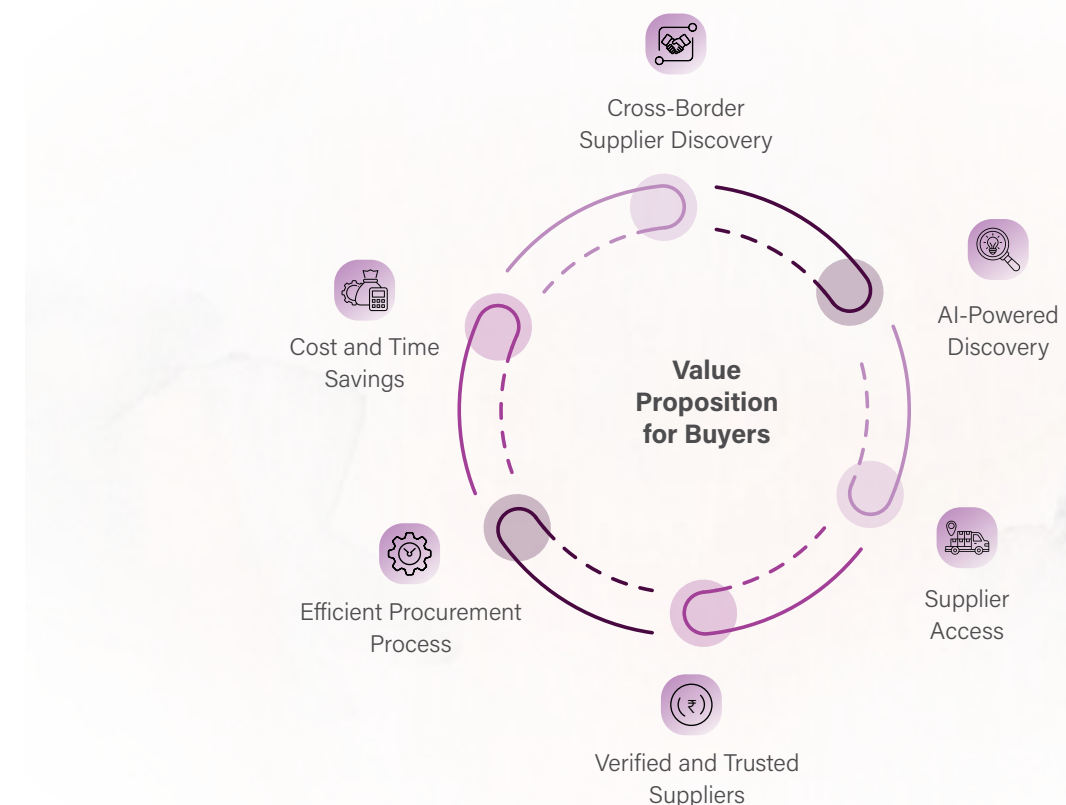 Cross-Border
Supplier Discovery
AI-Powered
Discovery
Cost and Time
Savings
Value
Proposition
for Buyers
Supplier
Access
Efficient Procurement
Process
₹
Verified and Trusted
Suppliers